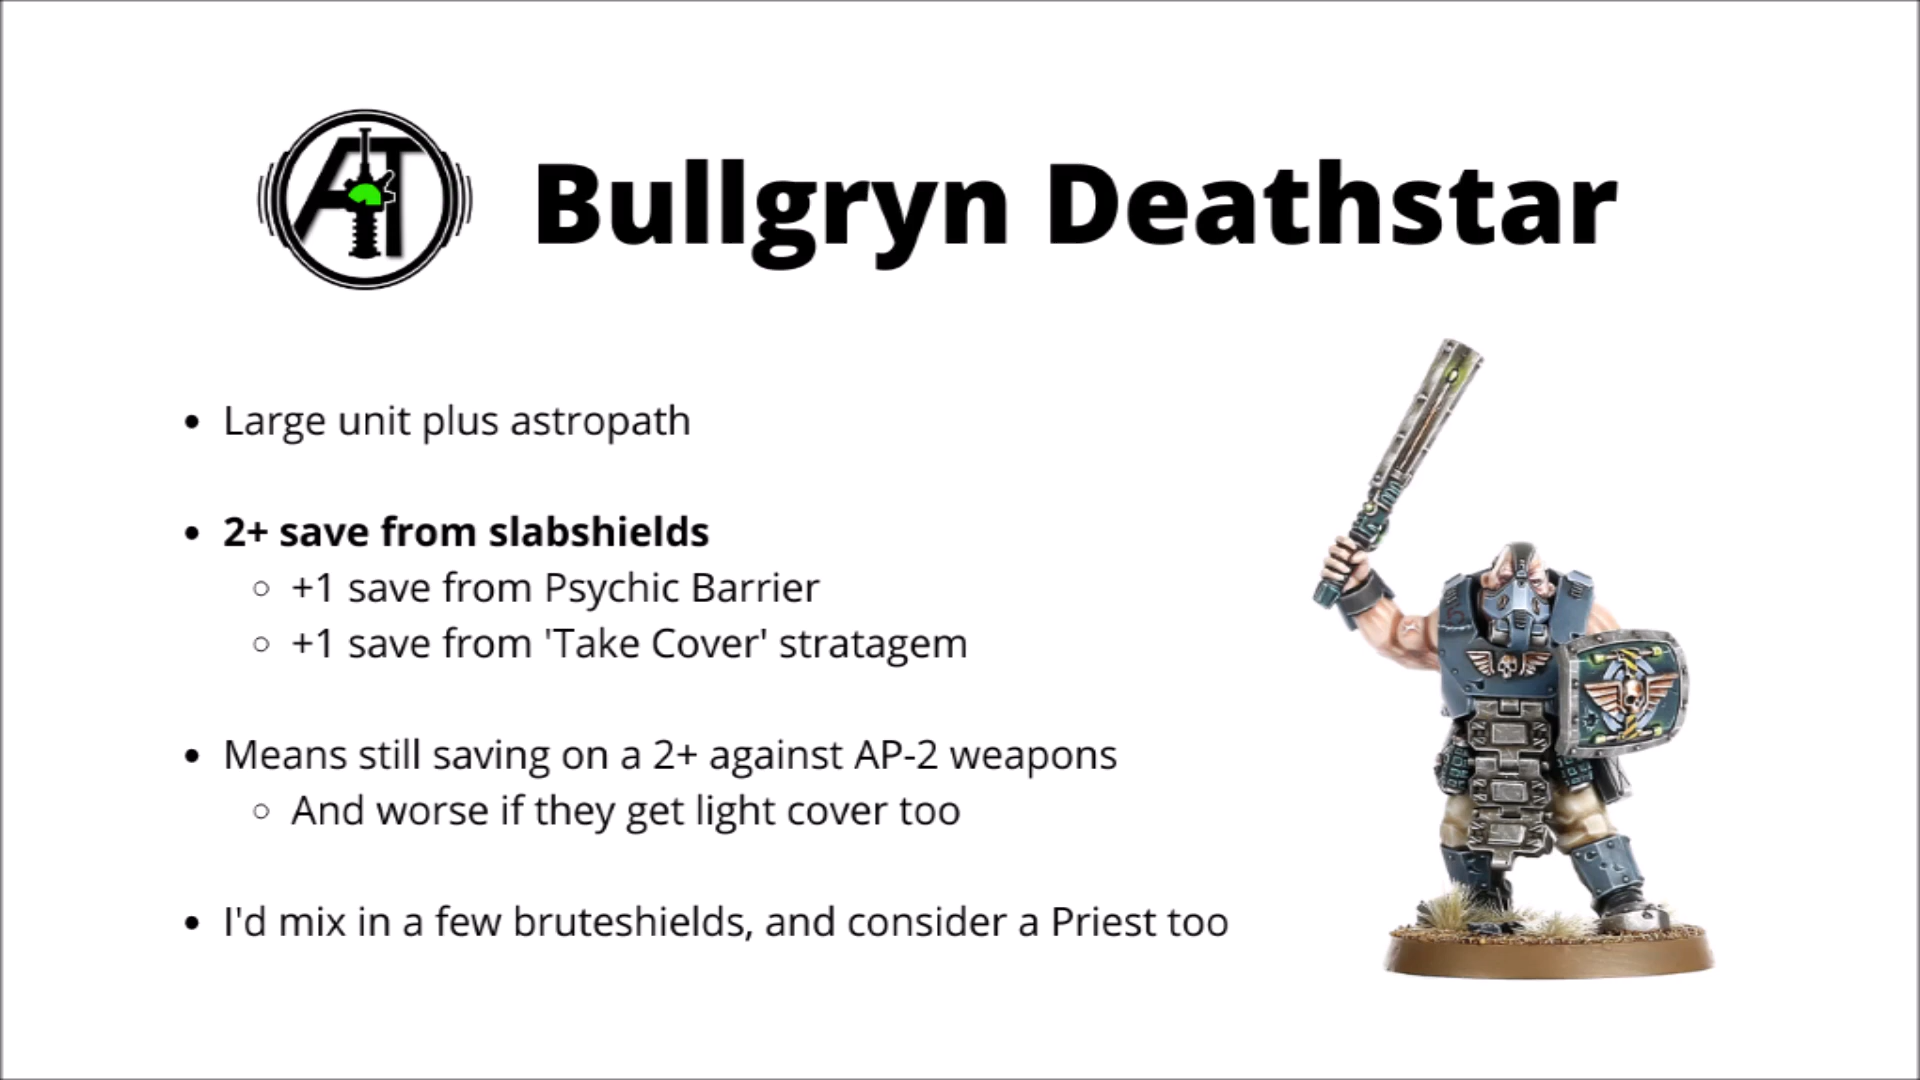 AT
Bullgryn Deathstar
Large unit plus astropath
2+ save from slabshields
+1 save from Psychic Barrier
+1 save from 'Take Cover' stratagem
Means still saving on a 2+ against AP-2 weapons
And worse if they get light cover too
I'd mix in a few bruteshields, and consider a Priest too